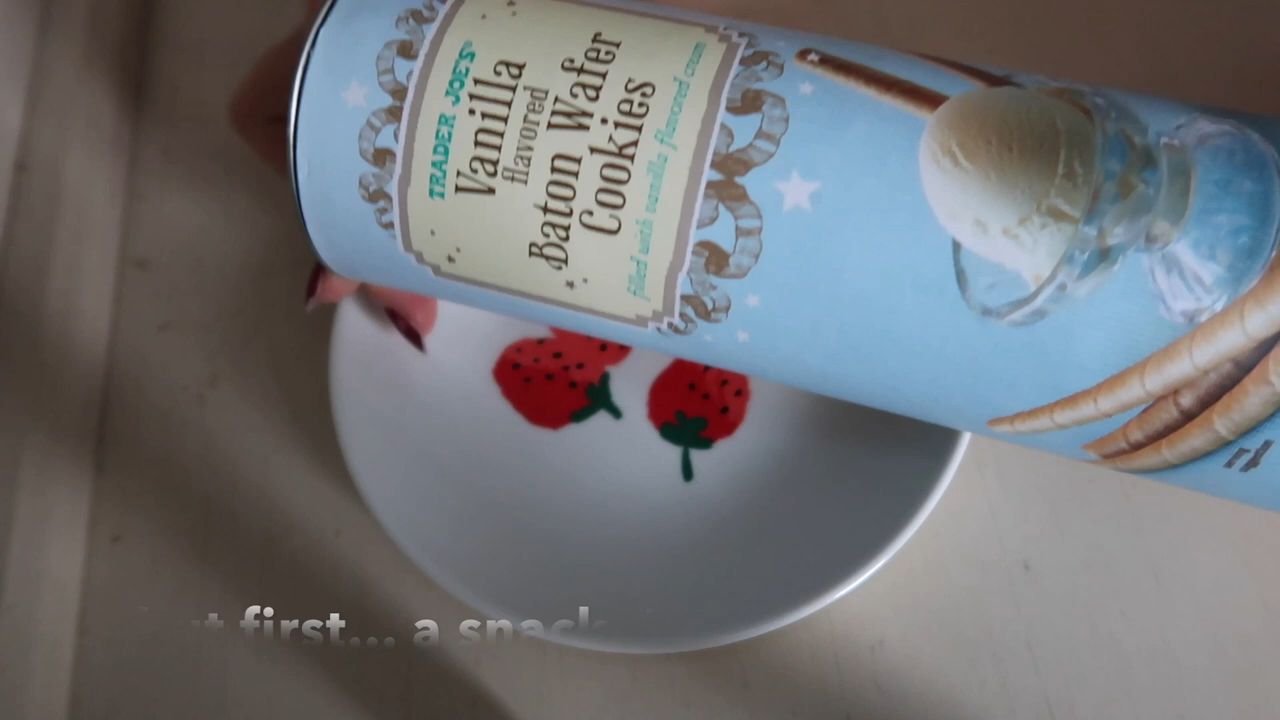 TRADER JOE'S
Vanilla
flavored
Baton Wafer
Cookies
filled with vanilla flavored cream
first... a snack